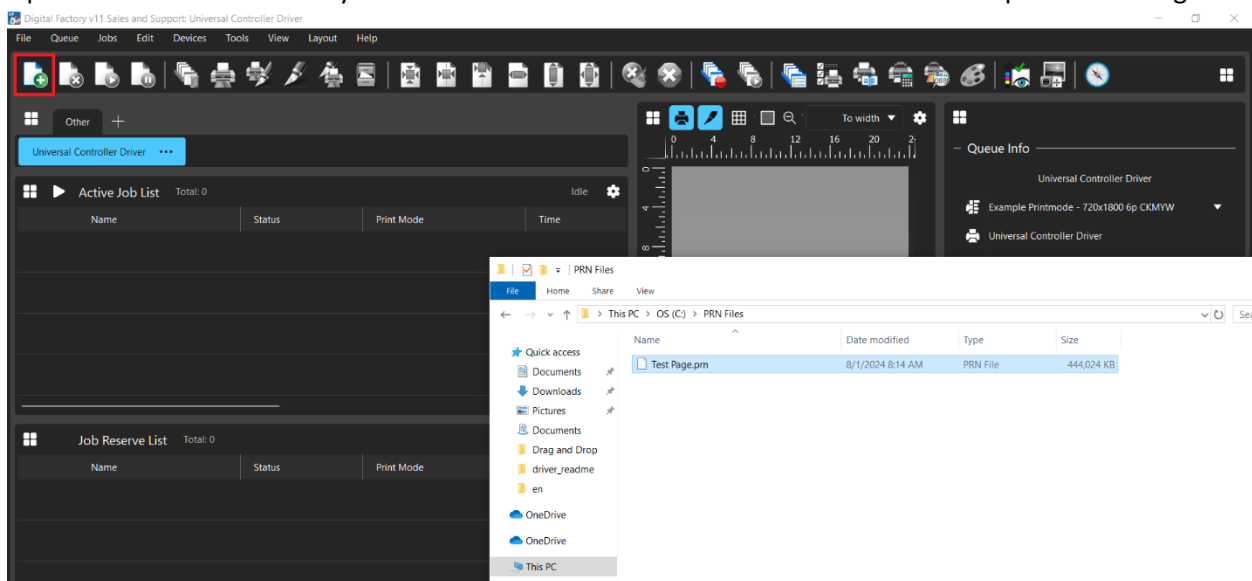 Digital Factory v11 Sales and Support: Universal Controller Driver
File Queue Jobs Edit Devices Tools View Layout Help
Other
To width
0 4 8 12 16 20
Universal Controller Driver
Queue Info
Universal Controller Driver
Active Job List Total: 0 Idle
Example Printmode - 720x1800 6p CKMYW
Name Status Print Mode Time
4
Universal Controller Driver
8
PRN Files
File Home Share View
This PC > OS (C:) > PRN Files
Name Date modified Type Size
Quick access
Test Page.prn 8/1/2024 8:14 AM PRN File 444,024 KB
Documents
Downloads
Pictures
Documents
Job Reserve List Total: 0
Drag and Drop
Name Status Print Mode
driver_readme
en
OneDrive
OneDrive
This PC